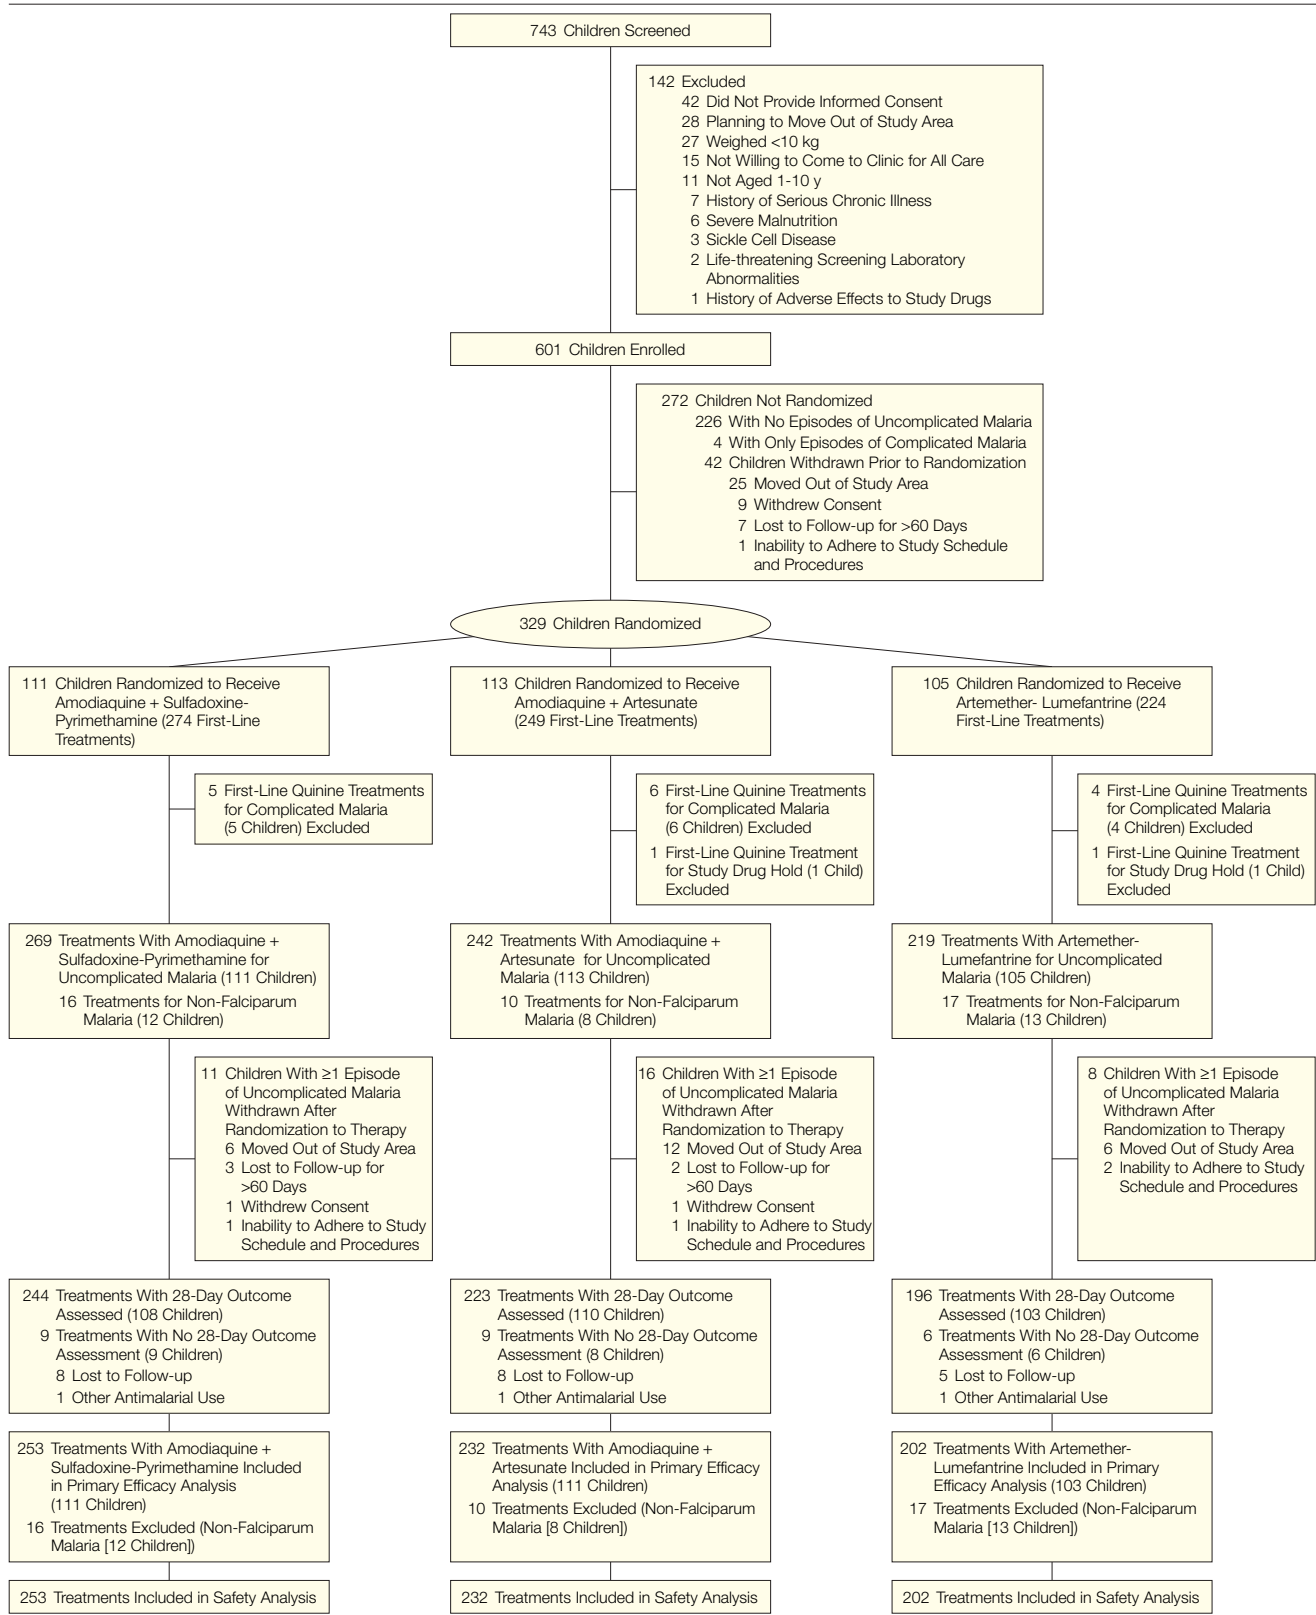 743 Children Screened
142 Excluded
42 Did Not Provide Informed Consent
28 Planning to Move Out of Study Area
27 Weighed <10 kg
15 Not Willing to Come to Clinic for All Care
11 Not Aged 1-10 y
7 History of Serious Chronic Illness
6 Severe Malnutrition
3 Sickle Cell Disease
2 Life-threatening Screening Laboratory
Abnormalities
1 History of Adverse Effects to Study Drugs
601 Children Enrolled
272 Children Not Randomized
226 With No Episodes of Uncomplicated Malaria
4 With Only Episodes of Complicated Malaria
42 Children Withdrawn Prior to Randomization
25 Moved Out of Study Area
9 Withdrew Consent
7 Lost to Follow-up for >60 Days
1 Inability to Adhere to Study Schedule
and Procedures
329 Children Randomized
111 Children Randomized to Receive
Amodiaquine + Sulfadoxine-
Pyrimethamine (274 First-Line
Treatments)
113 Children Randomized to Receive
Amodiaquine + Artesunate
(249 First-Line Treatments)
105 Children Randomized to Receive
Artemether- Lumefantrine (224
First-Line Treatments)
5 First-Line Quinine Treatments
for Complicated Malaria
(5 Children) Excluded
6 First-Line Quinine Treatments
for Complicated Malaria
(6 Children) Excluded
1 First-Line Quinine Treatment
for Study Drug Hold (1 Child)
Excluded
4 First-Line Quinine Treatments
for Complicated Malaria
(4 Children) Excluded
1 First-Line Quinine Treatment
for Study Drug Hold (1 Child)
Excluded
269 Treatments With Amodiaquine +
Sulfadoxine-Pyrimethamine for
Uncomplicated Malaria (111 Children)
16 Treatments for Non-Falciparum
Malaria (12 Children)
242 Treatments With Amodiaquine +
Artesunate for Uncomplicated
Malaria (113 Children)
10 Treatments for Non-Falciparum
Malaria (8 Children)
219 Treatments With Artemether-
Lumefantrine for Uncomplicated
Malaria (105 Children)
17 Treatments for Non-Falciparum
Malaria (13 Children)
11 Children With ≥1 Episode
of Uncomplicated Malaria
Withdrawn After
Randomization to Therapy
6 Moved Out of Study Area
3 Lost to Follow-up for
>60 Days
1 Withdrew Consent
1 Inability to Adhere to Study
Schedule and Procedures
16 Children With ≥1 Episode
of Uncomplicated Malaria
Withdrawn After
Randomization to Therapy
12 Moved Out of Study Area
2 Lost to Follow-up for
>60 Days
1 Withdrew Consent
1 Inability to Adhere to Study
Schedule and Procedures
8 Children With ≥1 Episode
of Uncomplicated Malaria
Withdrawn After
Randomization to Therapy
6 Moved Out of Study Area
2 Inability to Adhere to Study
Schedule and Procedures
244 Treatments With 28-Day Outcome
Assessed (108 Children)
9 Treatments With No 28-Day Outcome
Assessment (9 Children)
8 Lost to Follow-up
1 Other Antimalarial Use
223 Treatments With 28-Day Outcome
Assessed (110 Children)
9 Treatments With No 28-Day Outcome
Assessment (8 Children)
8 Lost to Follow-up
1 Other Antimalarial Use
196 Treatments With 28-Day Outcome
Assessed (103 Children)
6 Treatments With No 28-Day Outcome
Assessment (6 Children)
5 Lost to Follow-up
1 Other Antimalarial Use
253 Treatments With Amodiaquine +
Sulfadoxine-Pyrimethamine Included
in Primary Efficacy Analysis
(111 Children)
16 Treatments Excluded (Non-Falciparum
Malaria [12 Children])
232 Treatments With Amodiaquine +
Artesunate Included in Primary Efficacy
Analysis (111 Children)
10 Treatments Excluded (Non-Falciparum
Malaria [8 Children])
202 Treatments With Artemether-
Lumefantrine Included in Primary
Efficacy Analysis (103 Children)
17 Treatments Excluded (Non-Falciparum
Malaria [13 Children])
253 Treatments Included in Safety Analysis
232 Treatments Included in Safety Analysis
202 Treatments Included in Safety Analysis